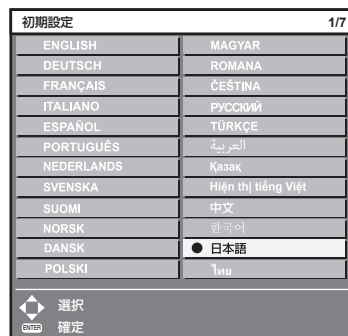 初期設定 1/7
ENGLISH
DEUTSCH
FRANÇAIS
ITALIANO
ESPAÑOL
PORTUGUÊS
NEDERLANDS
SVENSKA
SUOMI
NORSK
DANSK
POLSKI
MAGYAR
ROMANA
ČEŠTINA
РУССКИЙ
TÜRKÇE
العربية
Қазақ
Hiện thị tiếng Việt
中文
한국어
日本語
ไทย
選択
ENTER 確定